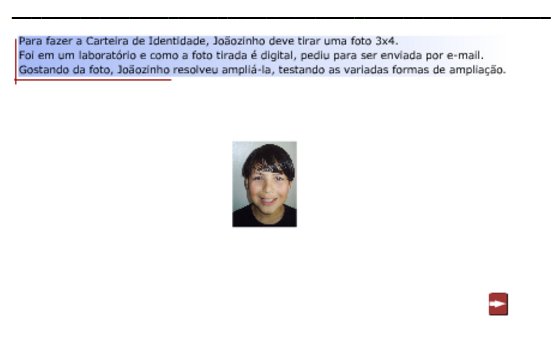 Para fazer a Carteira de Identidade, Joãozinho deve tirar uma foto 3x4.
Foi em um laboratório e como a foto tirada é digital, pediu para ser enviada por e-mail.
Gostando da foto, Joãozinho resolveu ampliá-la, testando as variadas formas de ampliação.